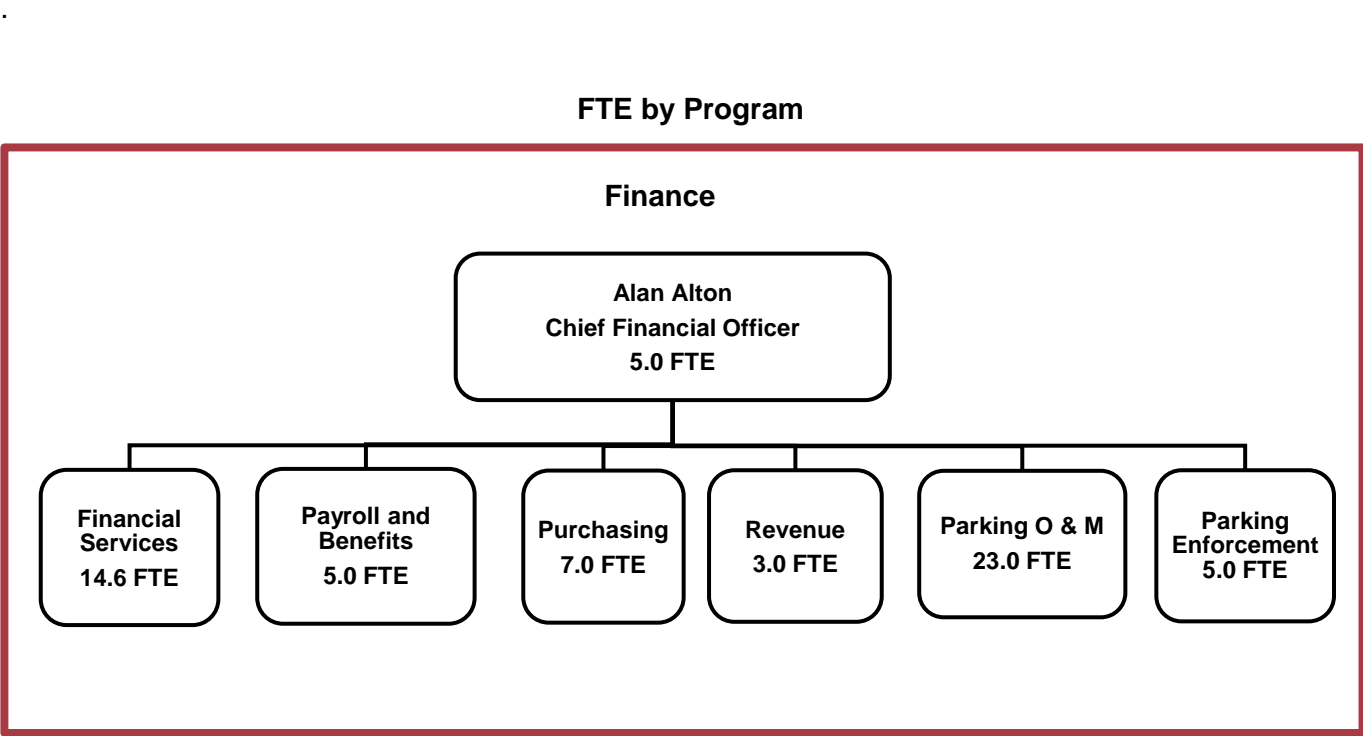 .
FTE by Program
Finance
Alan Alton
Chief Financial Officer
5.0 FTE
Financial
Services
14.6 FTE
Payroll and
Benefits
5.0 FTE
Purchasing
7.0 FTE
Revenue
3.0 FTE
Parking O & M
23.0 FTE
Parking
Enforcement
5.0 FTE